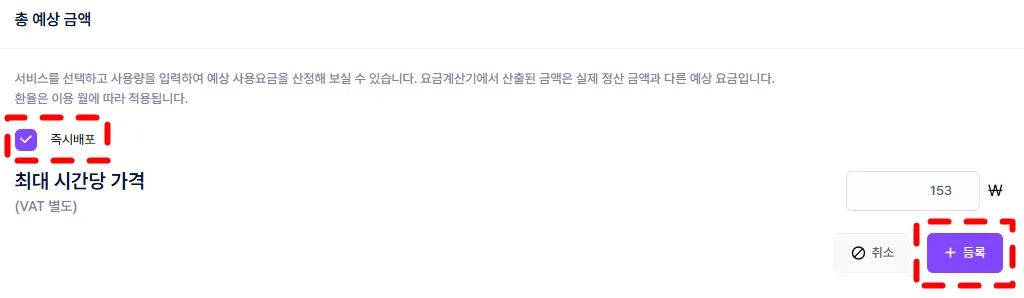 총 예상 금액
서비스를 선택하고 사용량을 입력하여 예상 사용요금을 산정해 보실 수 있습니다. 요금계산기에서 산출된 금액은 실제 정산 금액과 다른 예상 요금입니다.
환율은 이용 월에 따라 적용됩니다.
즉시배포
최대 시간당 가격
153 ₩
(VAT 별도)
취소
+ 등록